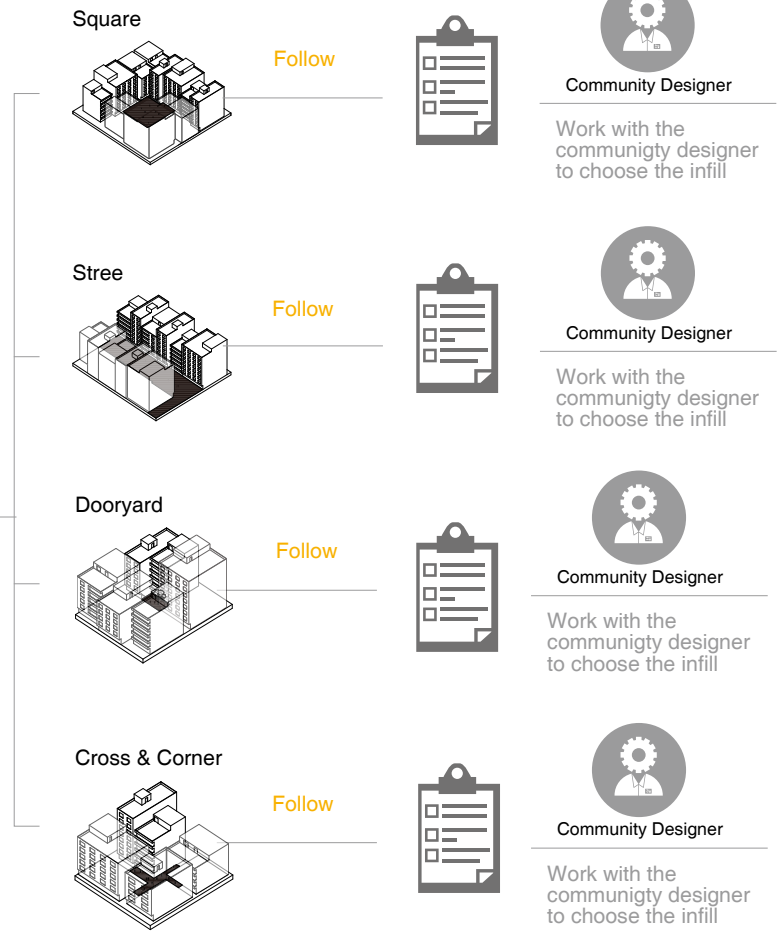 Square
Follow
Community Designer
Work with the
communigty designer
to choose the infill
Stree
Follow
Community Designer
Work with the
communigty designer
to choose the infill
Dooryard
Follow
Community Designer
Work with the
communigty designer
to choose the infill
Cross & Corner
Follow
Community Designer
Work with the
communigty designer
to choose the infill